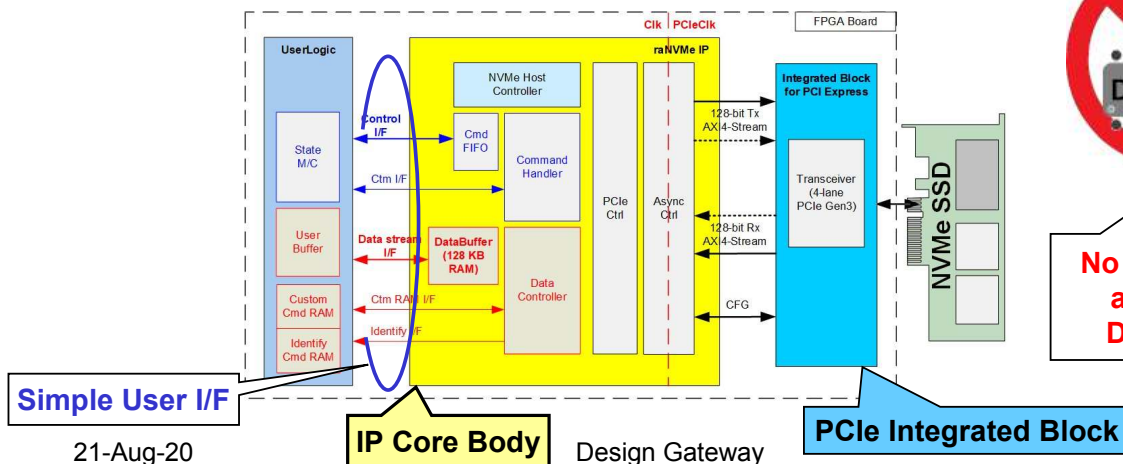 Clk PCIeClk
FPGA Board
UserLogic
raNVMe IP
NVMe Host
Controller
Integrated Block
for PCI Express
Control
I/F
State
M/C
Cmd
FIFO
Command
Handler
Ctm I/F
128-bit Tx
AXI4-Stream
PCIe
Ctrl
Async
Ctrl
Transceiver
(4-lane
PCIe Gen3)
User
Buffer
Data stream
I/F
DataBuffer
(128 KB
RAM)
Data
Controller
128-bit Rx
AXI4-Stream
NVMe SSD
Custom
Cmd RAM
Ctm RAM I/F
CFG
Identify
Cmd RAM
Identify I/F
D
No
a
D
Simple User I/F
IP Core Body
PCIe Integrated Block
21-Aug-20
Design Gateway